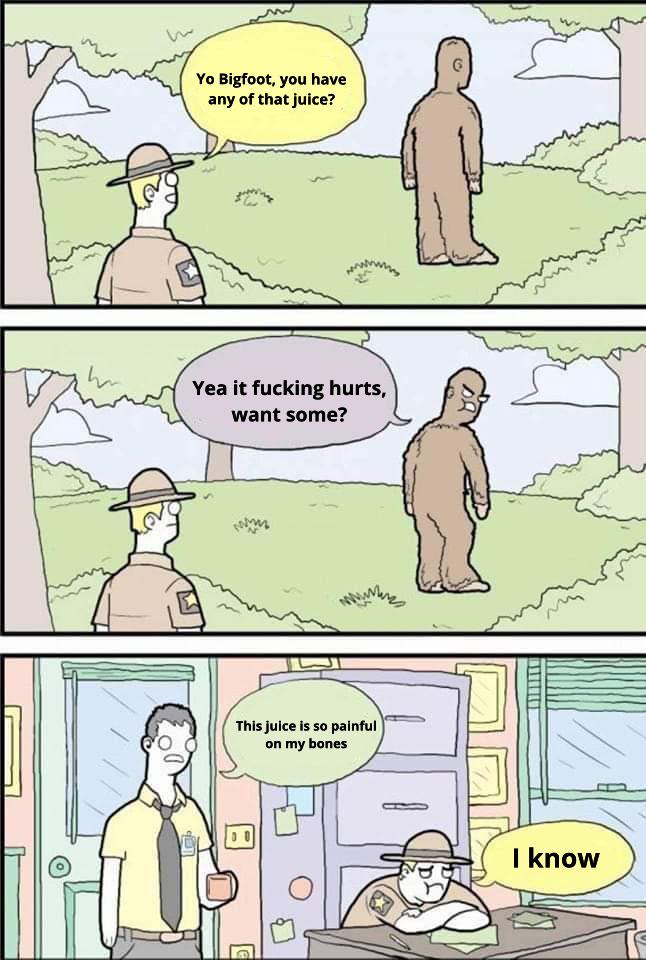 Yo Bigfoot, you have
any of that juice?
Yea it fucking hurts,
want some?
This juice is so painful
on my bones
I know